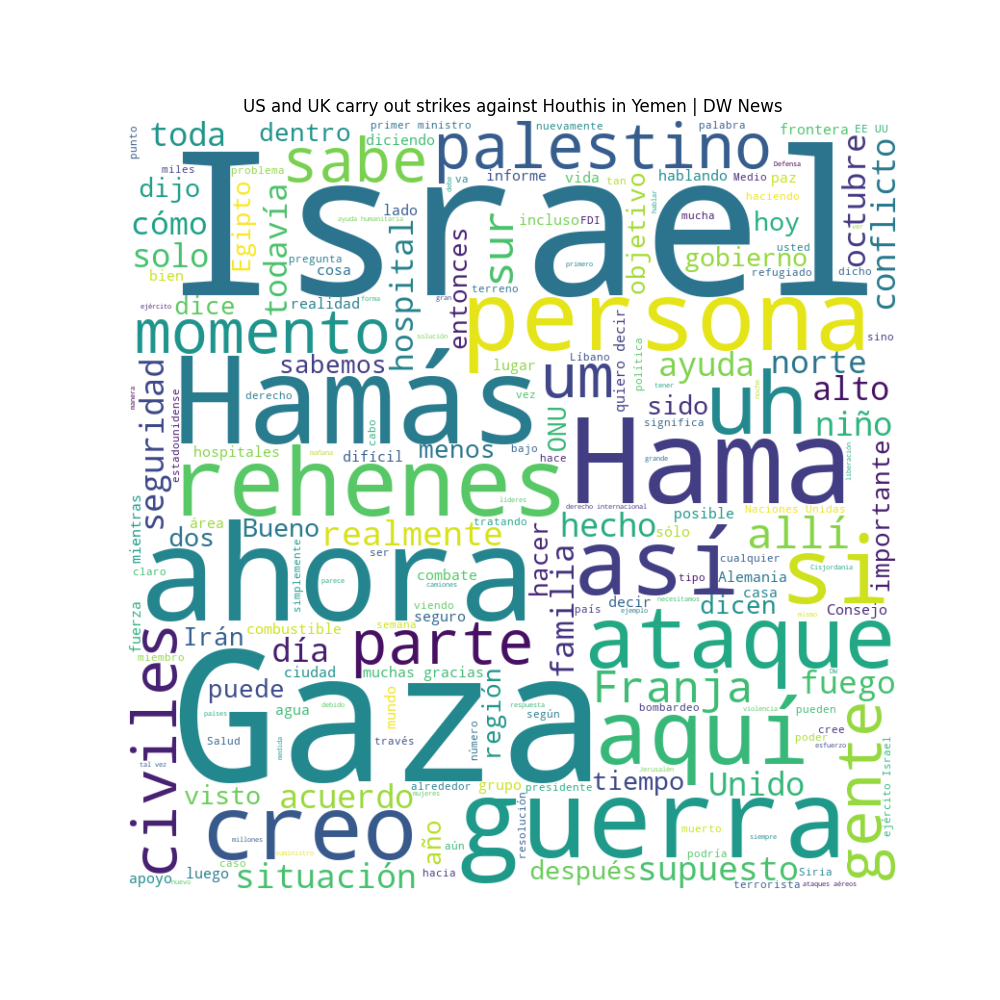 US and UK carry out strikes against Houthis in Yemen | DW News
punto
toda
dentro
primer ministro
diciendo
nuevamente
palabra
frontera
EE UU
miles
problema
sabe
palestino
Defensa
octubre
conflicto
dijo
Egipto
todavía
va
informe
vida
tan
hablando
Medio
paz
Israel
debe
hablar
haciendo
cómo
lado
ayuda humanitaria
hospital
incluso
FDI
objetivo
mucha
hoy
ver
solo
pregunta
cosa
entonces
sur
gobierno
usted
bien
primero
terreno
refugiado
dicho
ejército
dice
realidad
forma
gran
persona
momento
solución
sino
quiero decir
política
seguridad
sabemos
lugar
Líbano
um
ayuda
norte
manera
estadounidense
Hamás
derecho
vez
tener
noche
uh
alto
cabo
ONU
sido
significa
niño
hospitales
mañana
difícil
menos
bajo
hace
Hama
grande
liberación
importante
rehenes
líderes
mientras
área
Bueno
realmente
tratando
derecho internacional
hecho
posible
Naciones Unidas
sólo
allí
dos
ahora
simplemente
ser
hacer
familia
así
cualquier
si
claro
parece
combate
camiones
tipo
Alemania
Cisjordania
casa
necesitamos
fuerza
viendo
seguro
país
decir
ejemplo
dicen
mismo
Consejo
Irán
combustible
semana
parte
ataque
miembro
día
ciudad
muchas gracias
Franja
DW
fuego
civiles
puede
Gaza
región
bombardeo
violencia
pueden
gente
países
agua
debido
mundo
respuesta
según
aquí
poder
cree
esfuerzo
Salud
medida
través
número
ejército Israel
tal vez
Jerusalén
visto
acuerdo
alrededor
mujeres
grupo
presidente
tiempo
Unido
creo
millones
año
aún
guerra
resolución
muerto
siempre
suministro
podría
apoyo
nuevo
luego
caso
situación
hacia
después
supuesto
Siria
terrorista
ataques aéreos